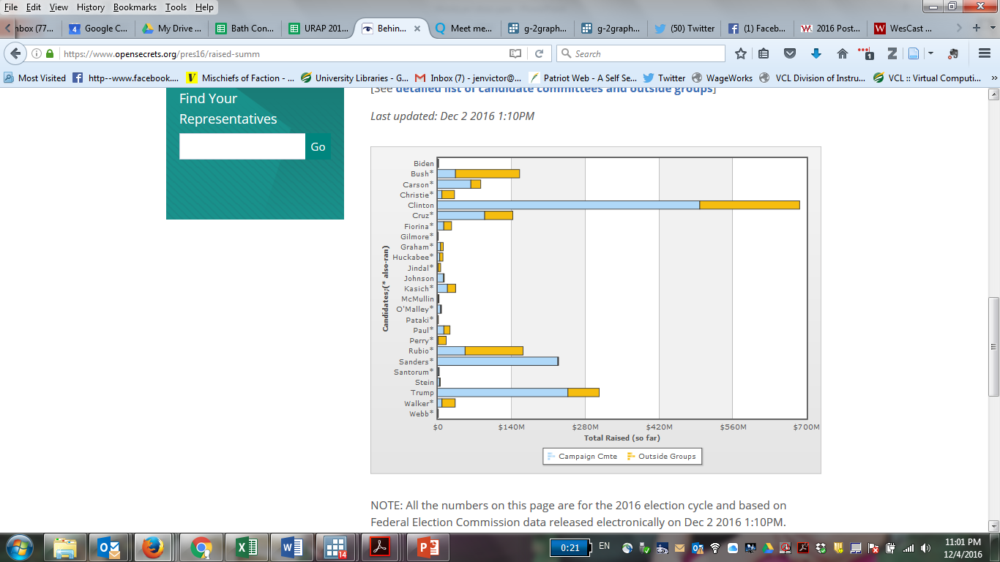 File Edit View History Bookmarks Tools Help
nbox (77...
4 Google C...
My Drive ...
Bath Con...
URAP 201...
Behin...
Q Meet me...
g-2graph...
g-2graph...
(50) Twitter
(1) Faceb...
W. 2016 Post...
W WesCast ...
https://www.opensecrets.org/pres16/raised-summ
Search
1
Most Visited
http--www.facebook....
Mischiefs of Faction - ...
University Libraries - G...
Inbox (7) - jenvictor@...
Patriot Web - A Self Se...
Twitter
WageWorks
VCL Division of Instru...
VCL :: Virtual Computi...
[See detailed list of candidate committees and outside groups]
Find Your
Representatives
Go
Last updated: Dec 2 2016 1:10PM
Candidates;(* also-ran)
Biden
Bush*
Carson*
Christie*
Clinton
Cruz*
Fiorina*
Gilmore*
Graham*
Huckabee*
Jindal*
Johnson
Kasich*
McMullin
O'Malley*
Pataki*
Paul*
Perry*
Rubio*
Sanders*
Santorum*
Stein
Trump
Walker*
Webb*
$0 $140M $280M $420M $560M $700M
Total Raised (so far)
Campaign Cmte Outside Groups
NOTE: All the numbers on this page are for the 2016 election cycle and based on
Federal Election Commission data released electronically on Dec 2 2016 1:10PM.
14
0:21
EN
11:01 PM
12/4/2016